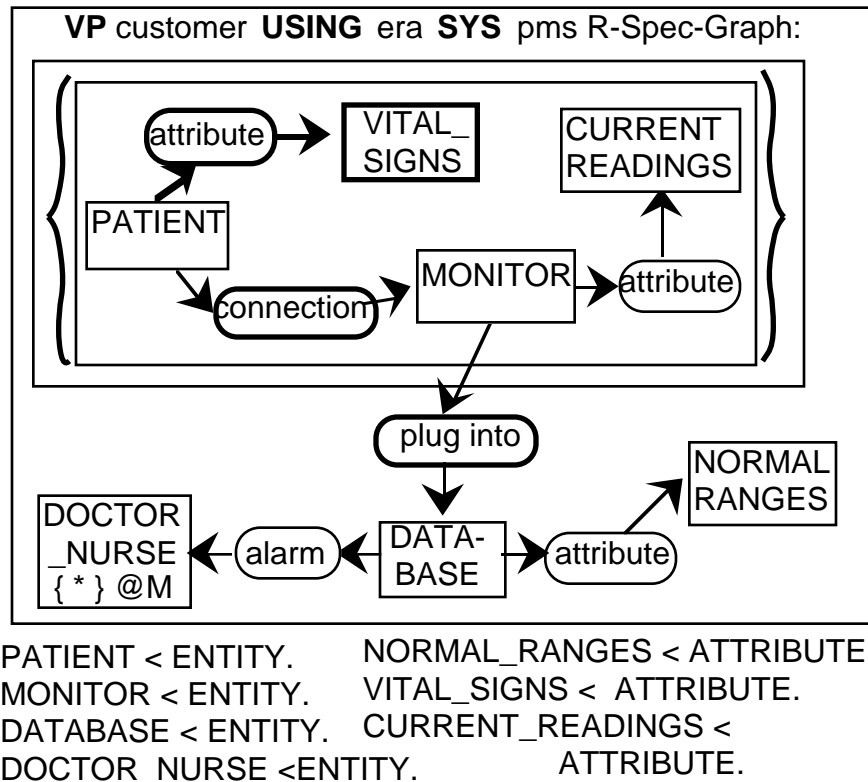 VP customer USING era SYS pms R-Spec-Graph:
attribute
VITAL_
SIGNS
CURRENT
READINGS
PATIENT
connection
MONITOR
attribute
plug into
NORMAL
RANGES
DOCTOR
_NURSE
{ * } @M
alarm
DATA-
BASE
attribute
PATIENT < ENTITY.
MONITOR < ENTITY.
DATABASE < ENTITY.
DOCTOR_NURSE <ENTITY.
NORMAL_RANGES < ATTRIBUTE
VITAL_SIGNS < ATTRIBUTE.
CURRENT_READINGS <
ATTRIBUTE.